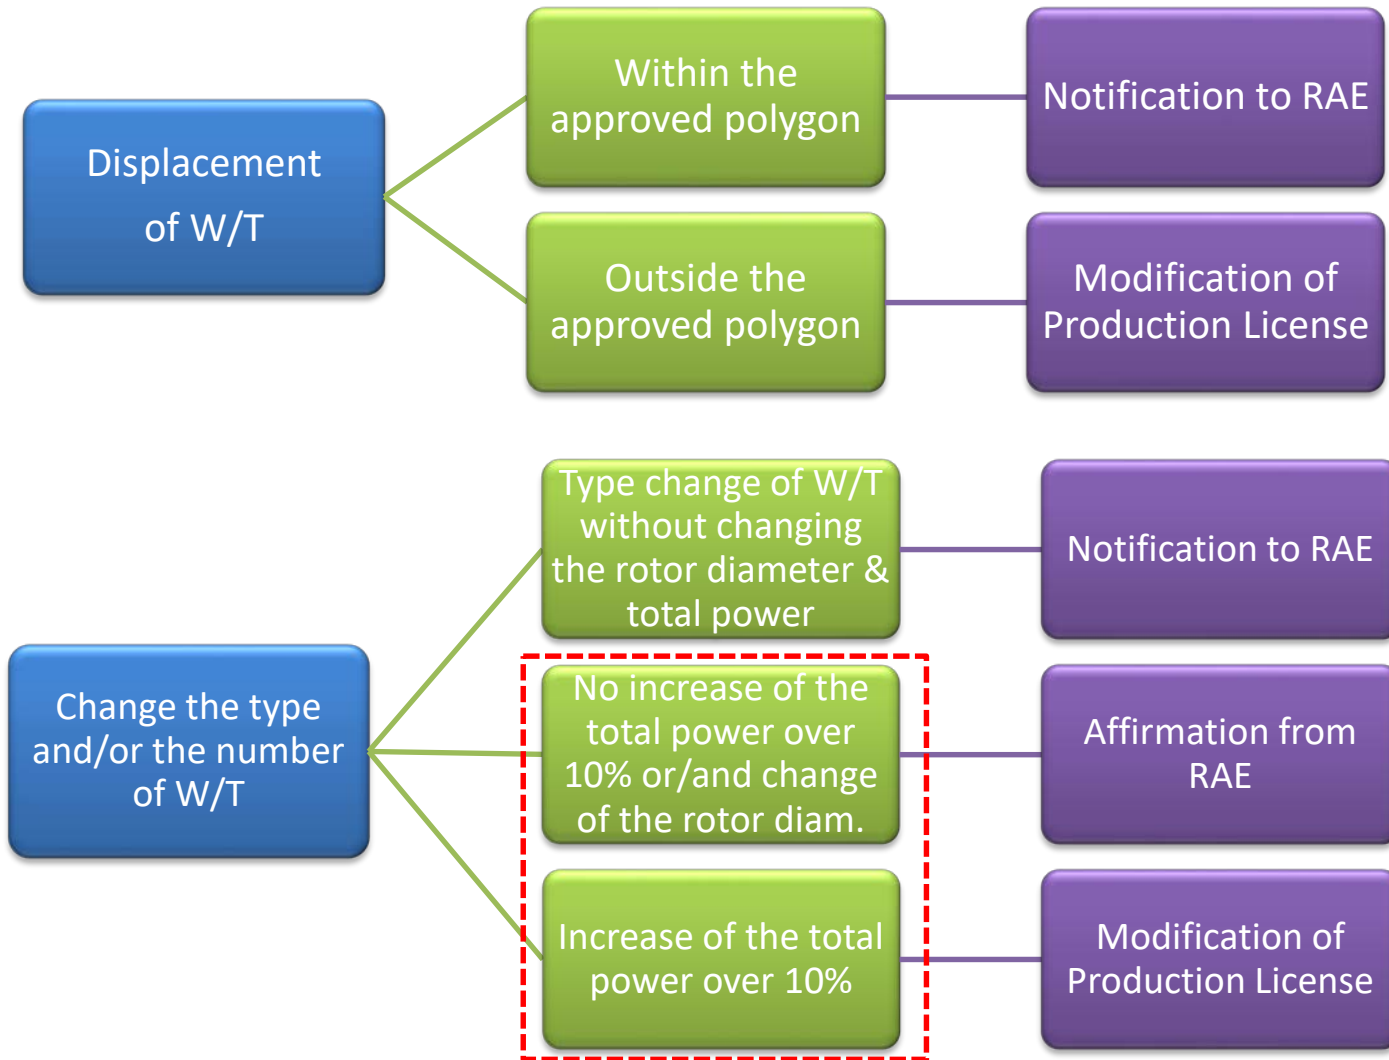 Displacement
of W/T
Within the
approved polygon
Notification to RAE
Outside the
approved polygon
Modification of
Production License
Change the type
and/or the number
of W/T
Type change of W/T
without changing
the rotor diameter &
total power
Notification to RAE
No increase of the
total power over
10% or/and change
of the rotor diam.
Affirmation from
RAE
Increase of the total
power over 10%
Modification of
Production License